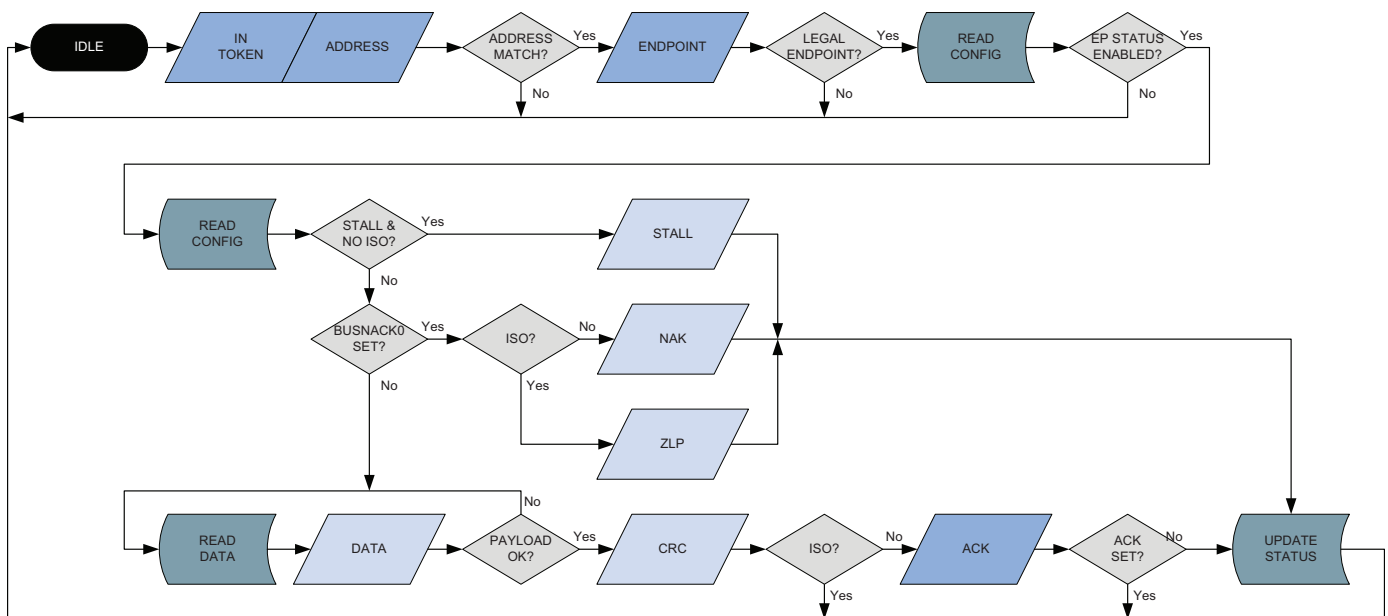 IDLE
IN
TOKEN
ADDRESS
ADDRESS
MATCH?
Yes
No
ENDPOINT
LEGAL
ENDPOINT?
Yes
No
READ
CONFIG
EP STATUS
ENABLED?
Yes
No
READ
CONFIG
STALL &
NO ISO?
Yes
No
STALL
BUSNACK0
SET?
Yes
No
ISO?
No
Yes
NAK
ZLP
READ
DATA
DATA
PAYLOAD
OK?
No
Yes
CRC
ISO?
No
Yes
ACK
ACK
SET?
No
Yes
UPDATE
STATUS